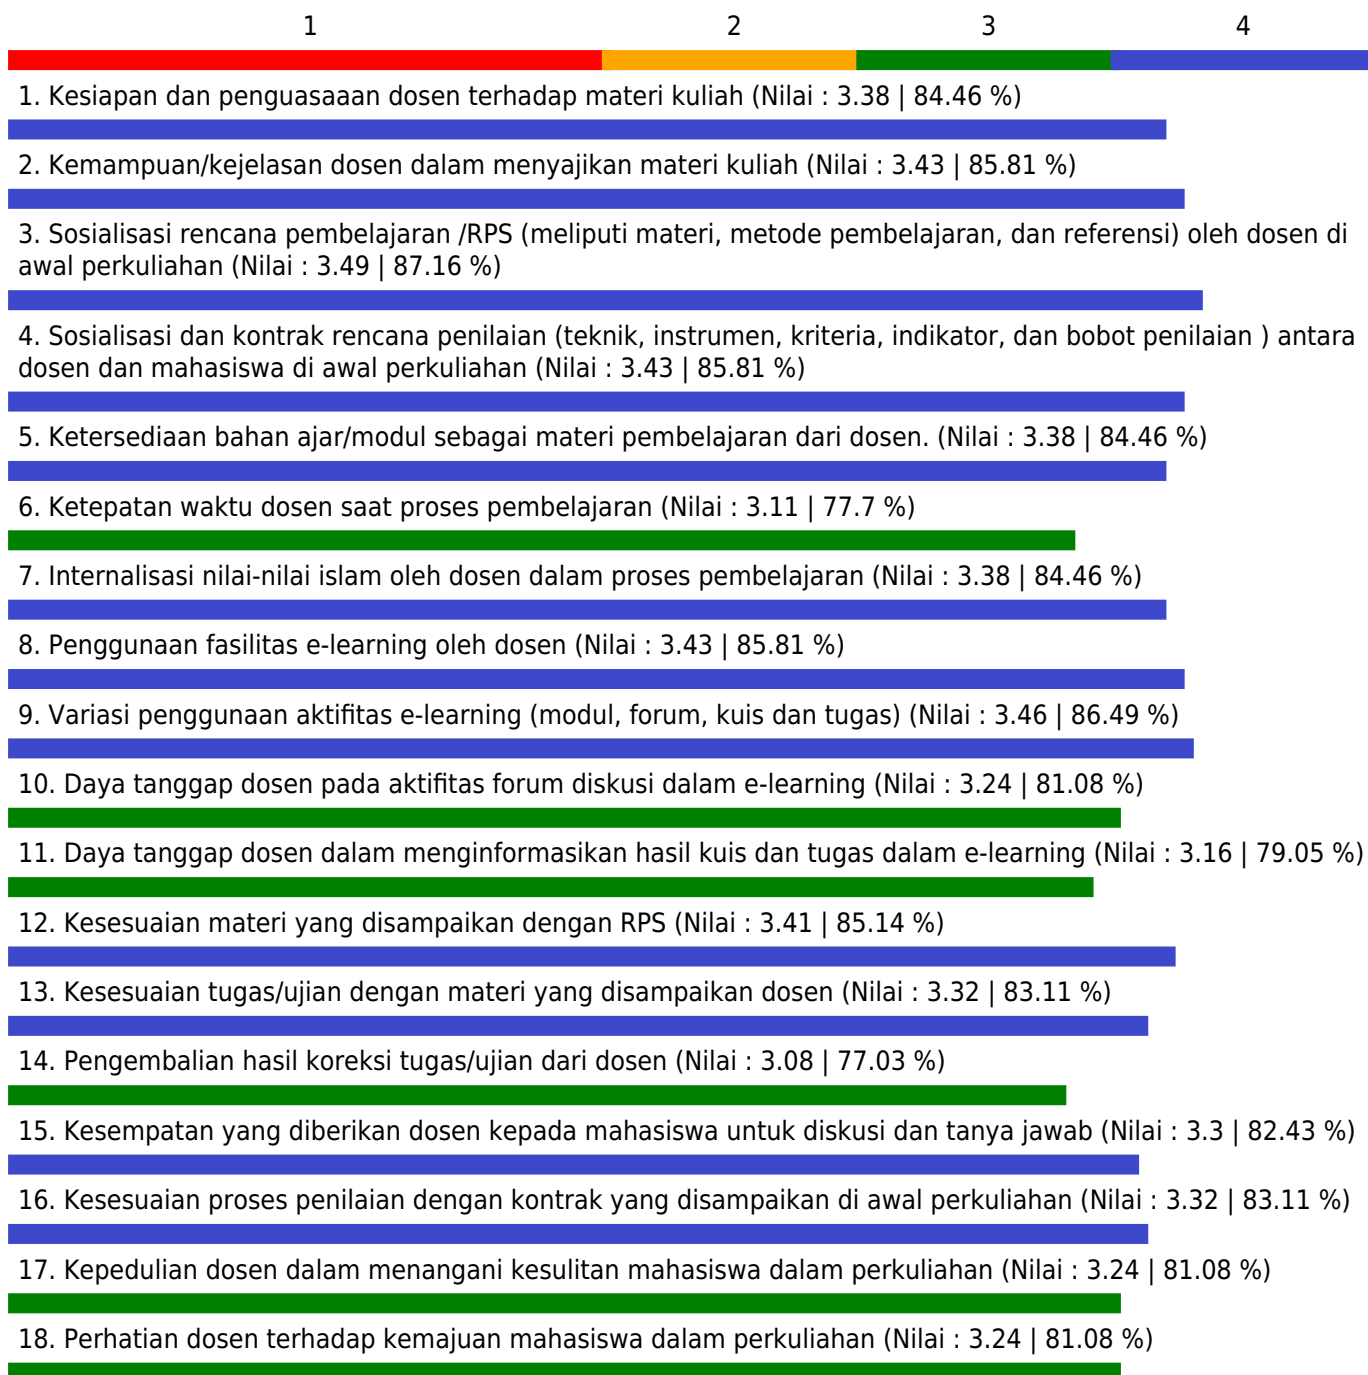 1 2 3 4
1. Kesiapan dan penguasaaan dosen terhadap materi kuliah (Nilai : 3.38 | 84.46 %)
2. Kemampuan/kejelasan dosen dalam menyajikan materi kuliah (Nilai : 3.43 | 85.81 %)
3. Sosialisasi rencana pembelajaran /RPS (meliputi materi, metode pembelajaran, dan referensi) oleh dosen di
awal perkuliahan (Nilai : 3.49 | 87.16 %)
4. Sosialisasi dan kontrak rencana penilaian (teknik, instrumen, kriteria, indikator, dan bobot penilaian ) antara
dosen dan mahasiswa di awal perkuliahan (Nilai : 3.43 | 85.81 %)
5. Ketersediaan bahan ajar/modul sebagai materi pembelajaran dari dosen. (Nilai : 3.38 | 84.46 %)
6. Ketepatan waktu dosen saat proses pembelajaran (Nilai : 3.11 | 77.7 %)
7. Internalisasi nilai-nilai islam oleh dosen dalam proses pembelajaran (Nilai : 3.38 | 84.46 %)
8. Penggunaan fasilitas e-learning oleh dosen (Nilai : 3.43 | 85.81 %)
9. Variasi penggunaan aktifitas e-learning (modul, forum, kuis dan tugas) (Nilai : 3.46 | 86.49 %)
10. Daya tanggap dosen pada aktifitas forum diskusi dalam e-learning (Nilai : 3.24 | 81.08 %)
11. Daya tanggap dosen dalam menginformasikan hasil kuis dan tugas dalam e-learning (Nilai : 3.16 | 79.05 %)
12. Kesesuaian materi yang disampaikan dengan RPS (Nilai : 3.41 | 85.14 %)
13. Kesesuaian tugas/ujian dengan materi yang disampaikan dosen (Nilai : 3.32 | 83.11 %)
14. Pengembalian hasil koreksi tugas/ujian dari dosen (Nilai : 3.08 | 77.03 %)
15. Kesempatan yang diberikan dosen kepada mahasiswa untuk diskusi dan tanya jawab (Nilai : 3.3 | 82.43 %)
16. Kesesuaian proses penilaian dengan kontrak yang disampaikan di awal perkuliahan (Nilai : 3.32 | 83.11 %)
17. Kepedulian dosen dalam menangani kesulitan mahasiswa dalam perkuliahan (Nilai : 3.24 | 81.08 %)
18. Perhatian dosen terhadap kemajuan mahasiswa dalam perkuliahan (Nilai : 3.24 | 81.08 %)